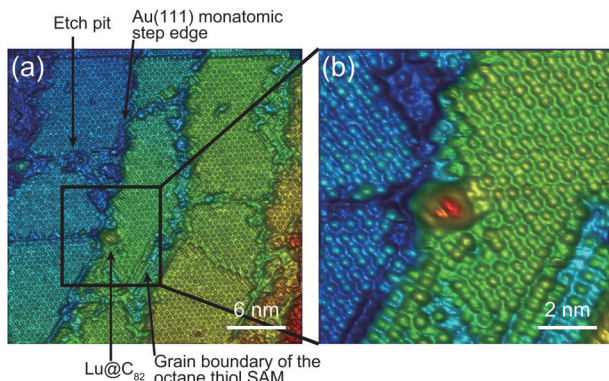 Etch pit
Au(111) monatomic
step edge
(a)
(b)
6 nm
2 nm
Lu@C82
Grain boundary of the
octane thiol SAM